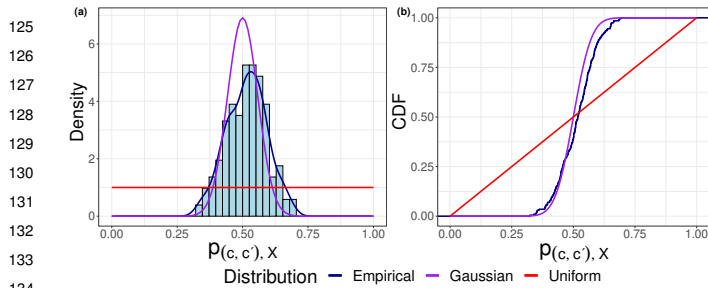 125
126
127
128
129
130
131
132
133
134
(a)
Density
6
4
2
0
0.00 0.25 0.50 0.75 1.00
p(c, c′), X
(b)
CDF
1.00
0.75
0.50
0.25
0.00
0.00 0.25 0.50 0.75 1.00
p(c, c′), X
Distribution Empirical Gaussian Uniform